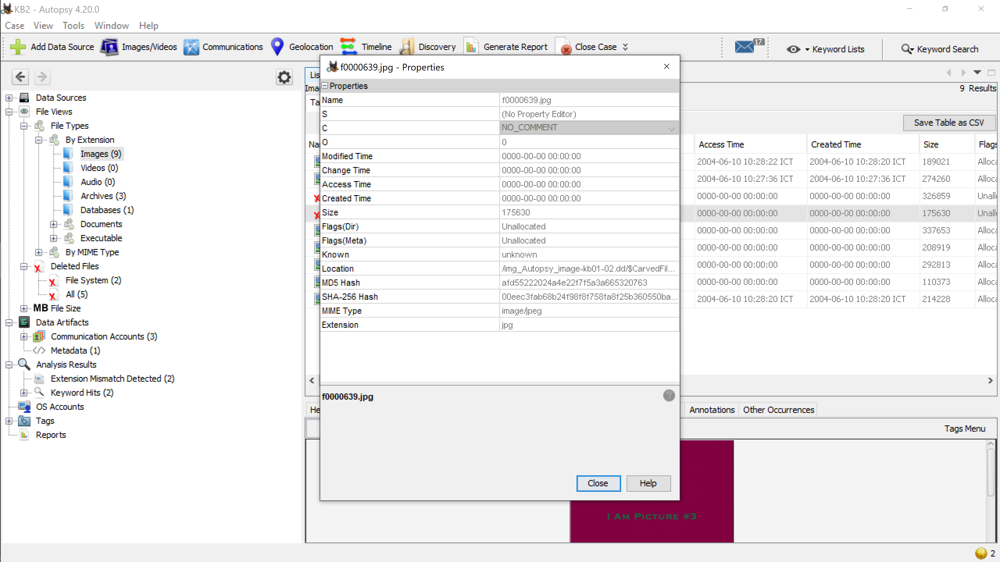 KB2 - Autopsy 4.20.0
Case View Tools Window Help
Add Data Source Images/Videos Communications Geolocation Timeline Discovery Generate Report Close Case 17 Keyword Lists Keyword Search
f0000639.jpg - Properties
Properties
Name f0000639.jpg
S (No Property Editor)
C NO_COMMENT
O 0
Modified Time 0000-00-00 00:00:00
Change Time 0000-00-00 00:00:00
Access Time 0000-00-00 00:00:00
Created Time 0000-00-00 00:00:00
Size 175630
Flags(Dir) Unallocated
Flags(Meta) Unallocated
Known unknown
Location /img_Autopsy_image-kb01-02.dd/$CarvedFil...
MD5 Hash afd55222024a4e22f7f5a3a665320763
SHA-256 Hash 00eec3fab68b24f98f8f758fa8f25b360550ba...
MIME Type image/jpeg
Extension jpg
f0000639.jpg
Close Help
Data Sources
File Views
File Types
By Extension
Images (9)
Videos (0)
Audio (0)
Archives (3)
Databases (1)
Documents
Executable
By MIME Type
Deleted Files
File System (2)
All (5)
MB File Size
Data Artifacts
Communication Accounts (3)
Metadata (1)
Analysis Results
Extension Mismatch Detected (2)
Keyword Hits (2)
OS Accounts
Tags
Reports
Lis
Ima
9 Results
Ta
Save Table as CSV
Na Access Time Created Time Size Flags
2004-06-10 10:28:22 ICT 2004-06-10 10:28:20 ICT 189021 Alloc
2004-06-10 10:27:36 ICT 2004-06-10 10:27:36 ICT 274260 Alloc
0000-00-00 00:00:00 0000-00-00 00:00:00 326859 Unall
0000-00-00 00:00:00 0000-00-00 00:00:00 175630 Unall
0000-00-00 00:00:00 0000-00-00 00:00:00 337653 Alloc
0000-00-00 00:00:00 0000-00-00 00:00:00 208919 Alloc
0000-00-00 00:00:00 0000-00-00 00:00:00 292813 Alloc
0000-00-00 00:00:00 0000-00-00 00:00:00 110373 Alloc
2004-06-10 10:28:20 ICT 2004-06-10 10:28:20 ICT 214228 Alloc
He Annotations Other Occurrences
Tags Menu
I Am Picture #3
2